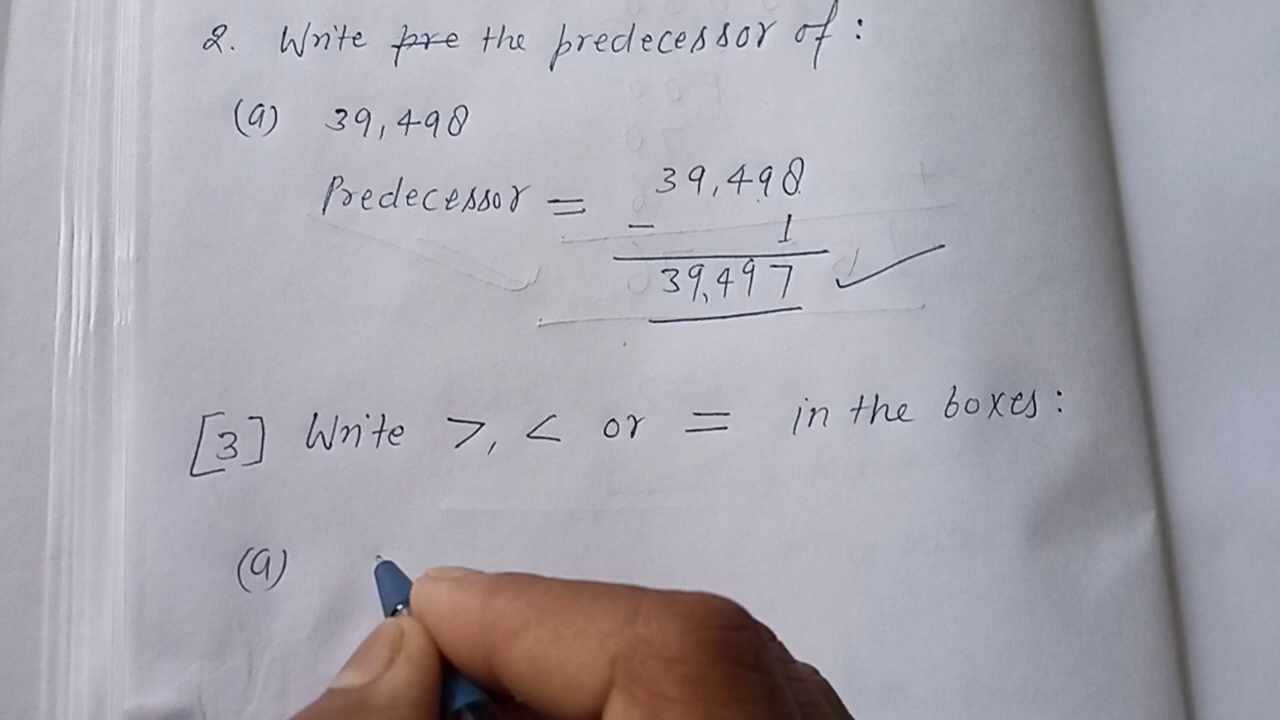 2. Write pre the predecessor of :
(a) 39,498
Predecessor = 39,498
- 1
39,497
[3] Write >, < or = in the boxes :
(a)